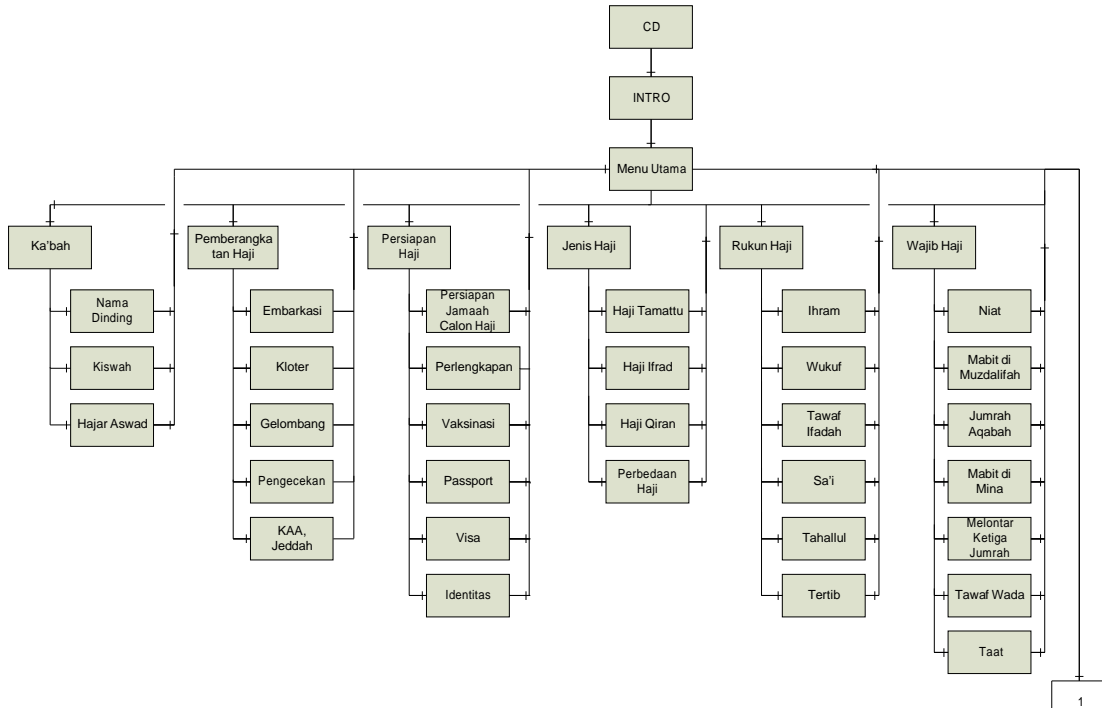 CD
INTRO
Menu Utama
Ka'bah
Pemberangka
tan Haji
Persiapan
Haji
Jenis Haji
Rukun Haji
Wajib Haji
Nama
Dinding
Kiswah
Hajar Aswad
Embarkasi
Kloter
Gelombang
Pengecekan
KAA,
Jeddah
Persiapan
Jamaah
Calon Haji
Perlengkapan
Vaksinasi
Passport
Visa
Identitas
Haji Tamattu
Haji Ifrad
Haji Qiran
Perbedaan
Haji
Ihram
Wukuf
Tawaf
Ifadah
Sa'i
Tahallul
Tertib
Niat
Mabit di
Muzdalifah
Jumrah
Aqabah
Mabit di
Mina
Melontar
Ketiga
Jumrah
Tawaf Wada
Taat
1